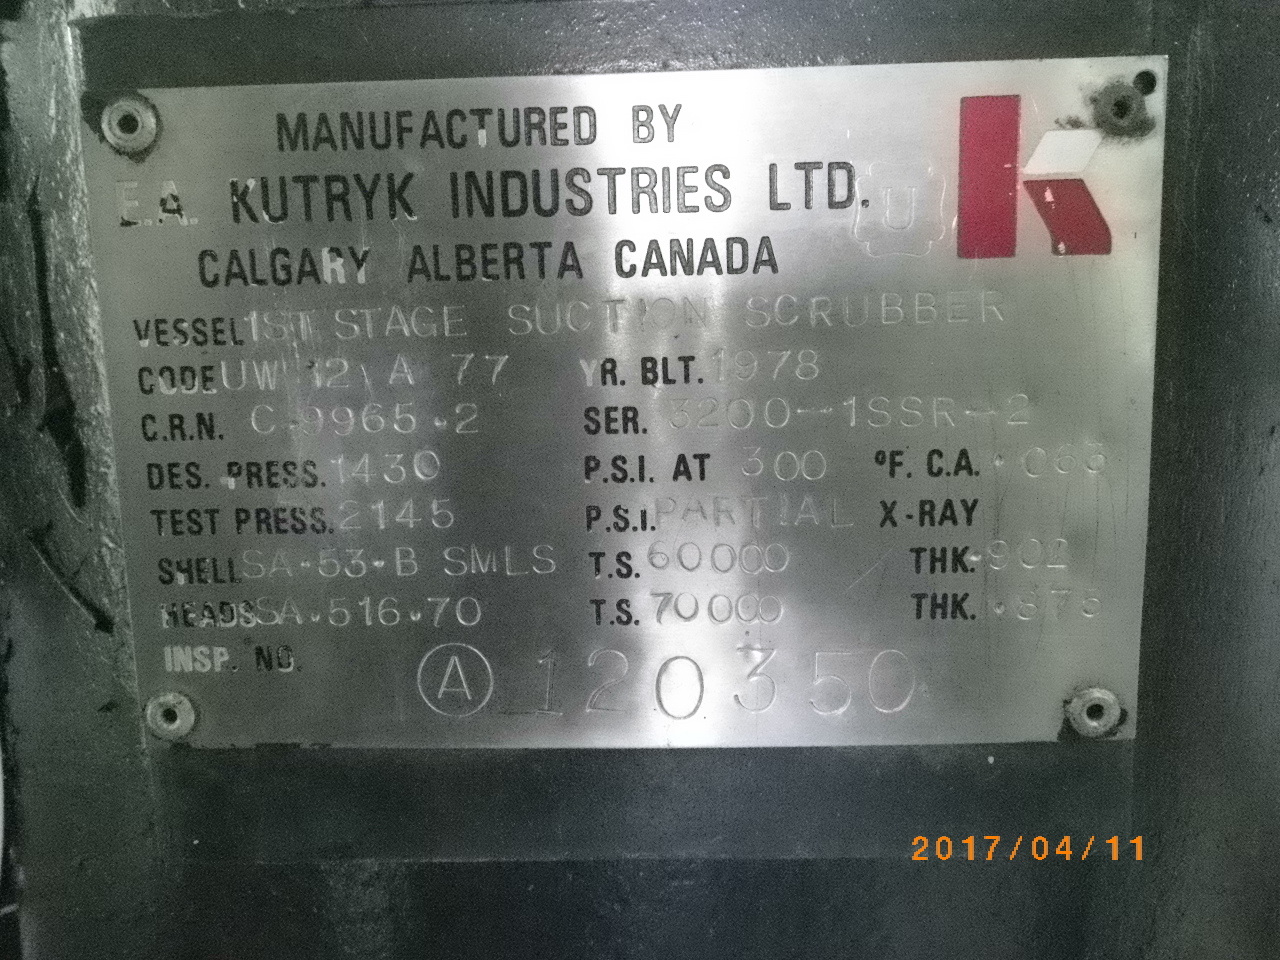 MANUFACTURED BY
E.A. KUTRYK INDUSTRIES LTD. U
CALGARY ALBERTA CANADA
VESSEL 1ST STAGE SUCTION SCRUBBER
CODE UW 12 A 77 YR. BLT. 1978
C.R.N. C.9965.2 SER. 3200-1SSR-2
DES. PRESS. 1430 P.S.I. AT 300 °F. C.A.
TEST PRESS. 2145 P.S.I. PARTIAL X-RAY
SHELL SA-53-B SMLS T.S. 60000 THK. .902
HEADS SA.516.70 T.S. 70000 THK. .875
INSP. NO. A 120350
2017/04/11